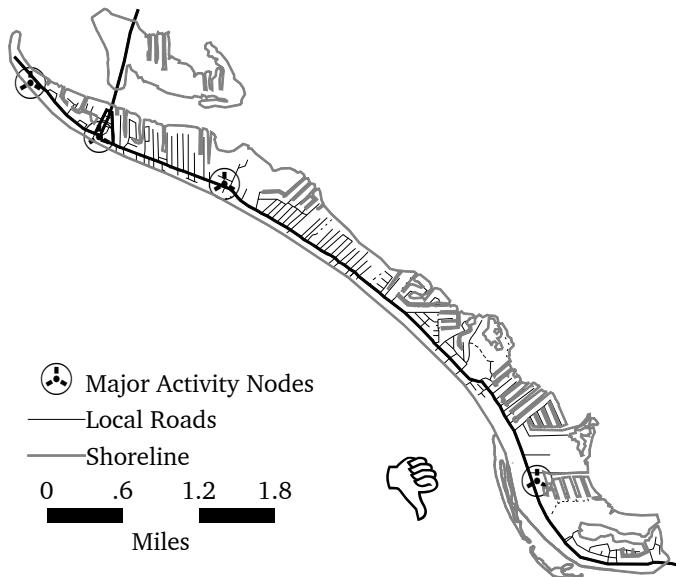 Major Activity Nodes
Local Roads
Shoreline
0 .6 1.2 1.8
Miles